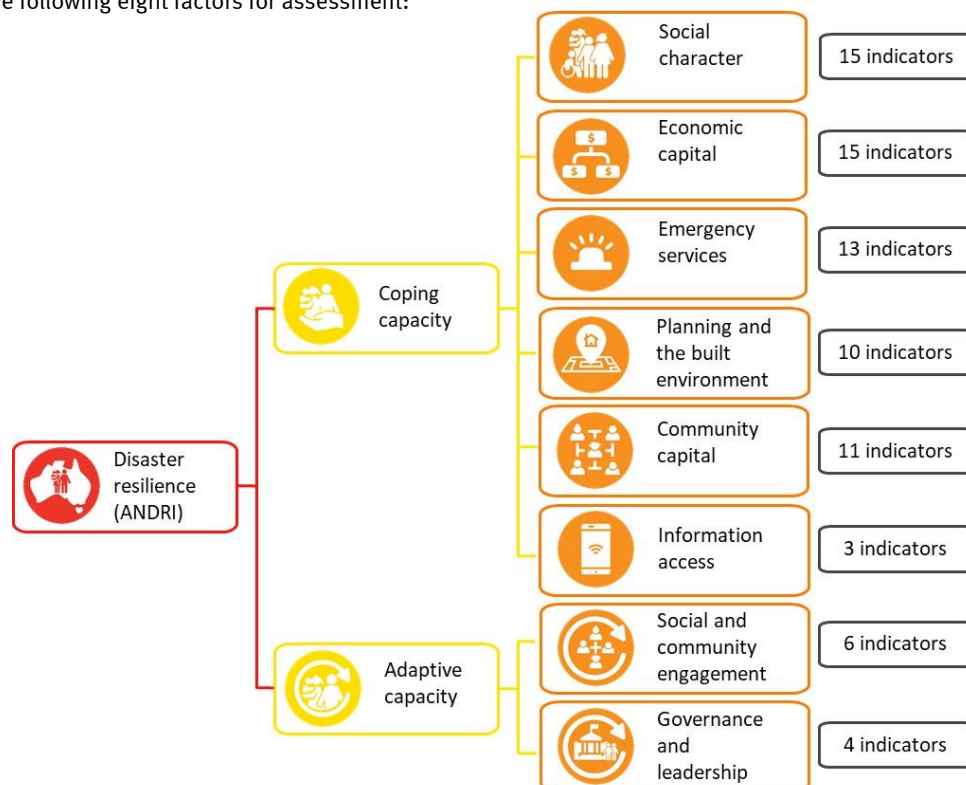 e following eight factors for assessment:
Social
character
15 indicators
Economic
capital
15 indicators
Emergency
services
13 indicators
Coping
capacity
Planning and
the built
environment
10 indicators
Community
capital
11 indicators
Disaster
resilience
(ANDRI)
Information
access
3 indicators
Social and
community
engagement
6 indicators
Adaptive
capacity
Governance
and
leadership
4 indicators